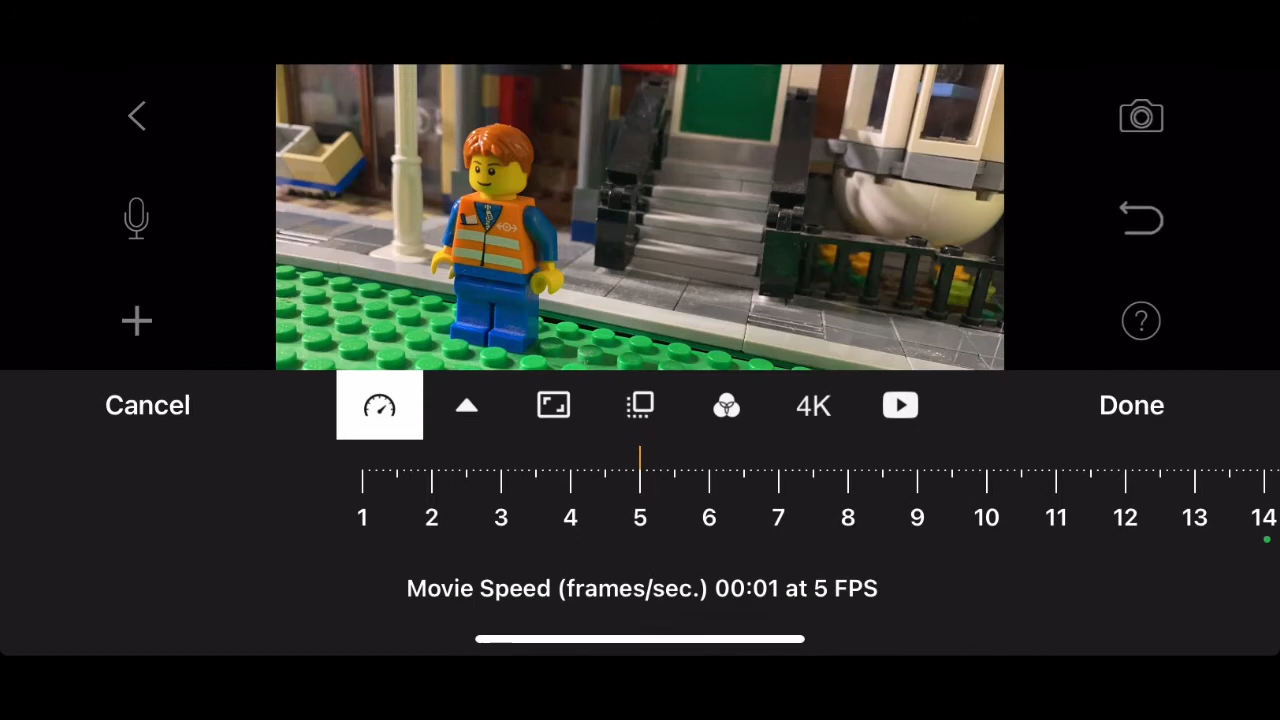 Cancel 4K Done
1 2 3 4 5 6 7 8 9 10 11 12 13 14
Movie Speed (frames/sec.) 00:01 at 5 FPS